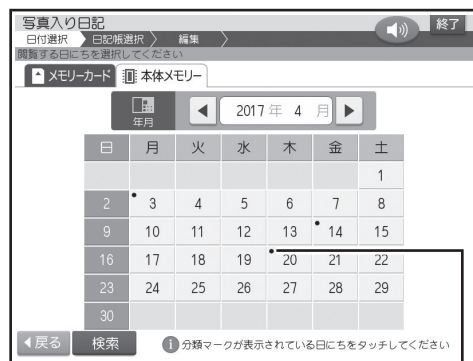 写真入り日記
終了
日付選択 日記帳選択 編集
閲覧する日にちを選択してください
メモリーカード 本体メモリー
年月 2017 年 4 月
日 月 火 水 木 金 土
1
2 3 4 5 6 7 8
9 10 11 12 13 14 15
16 17 18 19 20 21 22
23 24 25 26 27 28 29
30
戻る 検索 分類マークが表示されている日にちをタッチしてください